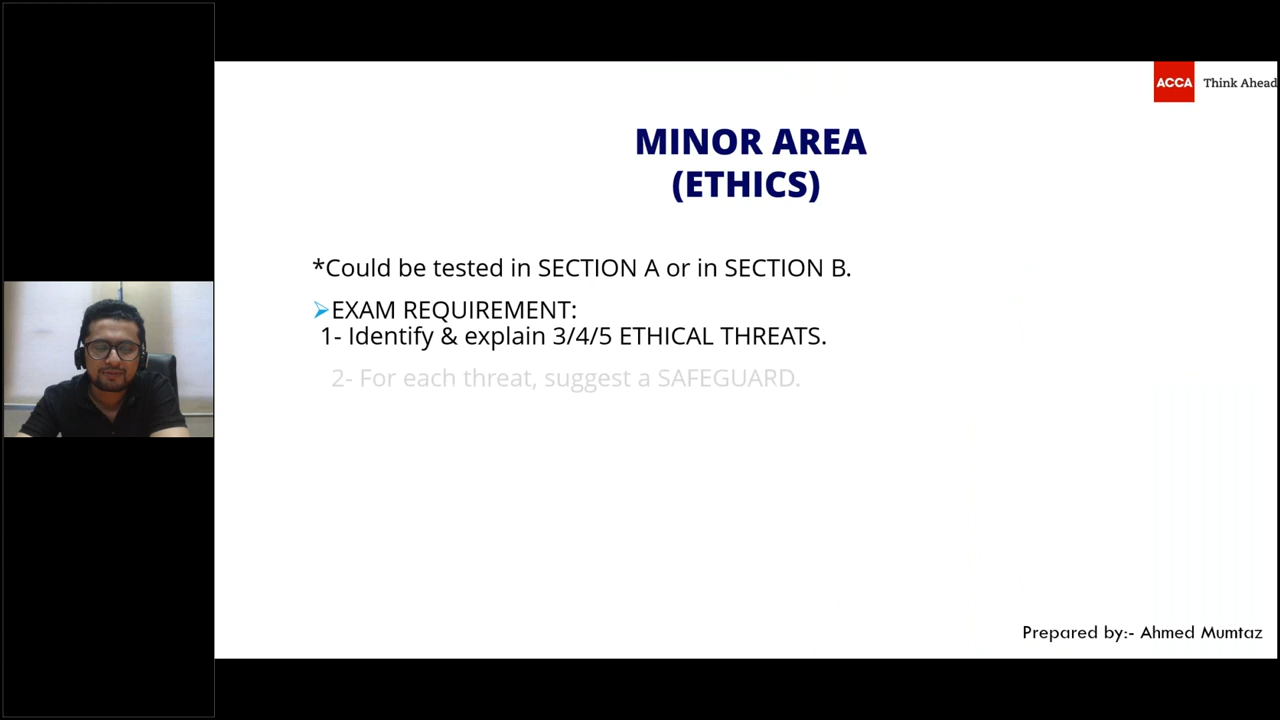 ACCA Think Ahead
MINOR AREA
(ETHICS)
*Could be tested in SECTION A or in SECTION B.
➢EXAM REQUIREMENT:
1- Identify & explain 3/4/5 ETHICAL THREATS.
2- For each threat, suggest a SAFEGUARD.
Prepared by:- Ahmed Mumtaz